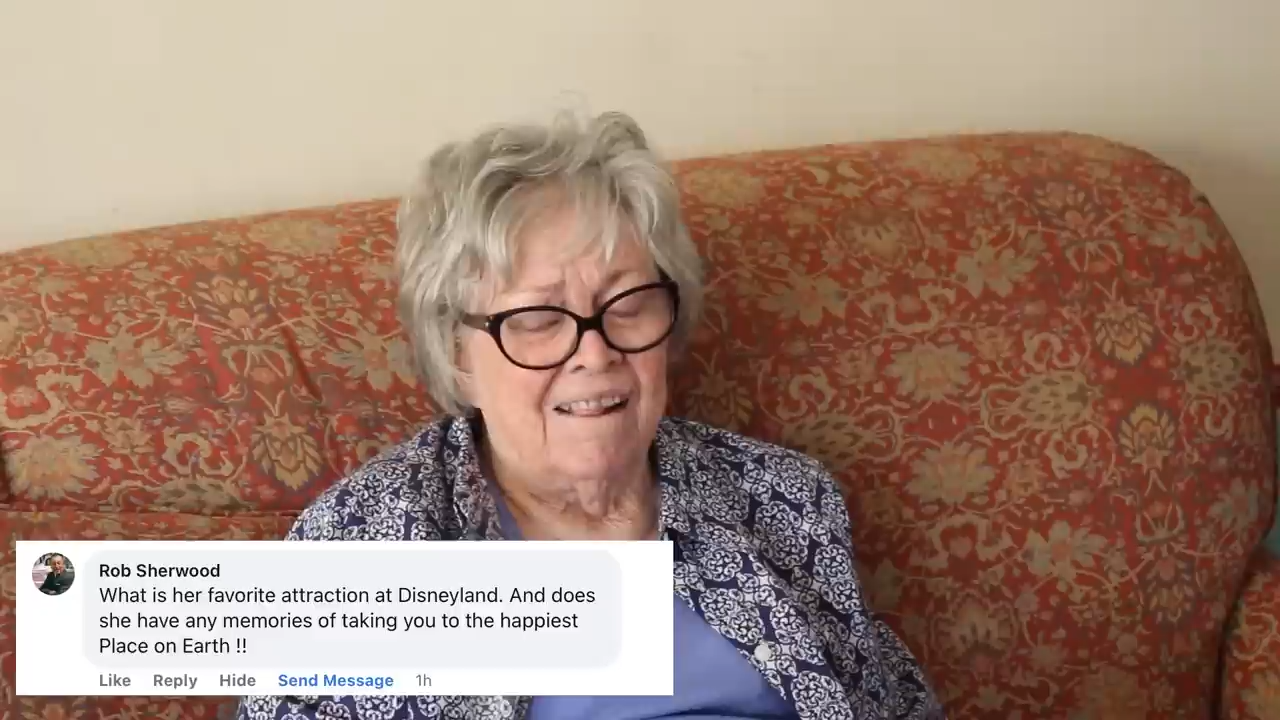 Rob Sherwood
What is her favorite attraction at Disneyland. And does
she have any memories of taking you to the happiest
Place on Earth !!
Like Reply Hide Send Message 1h